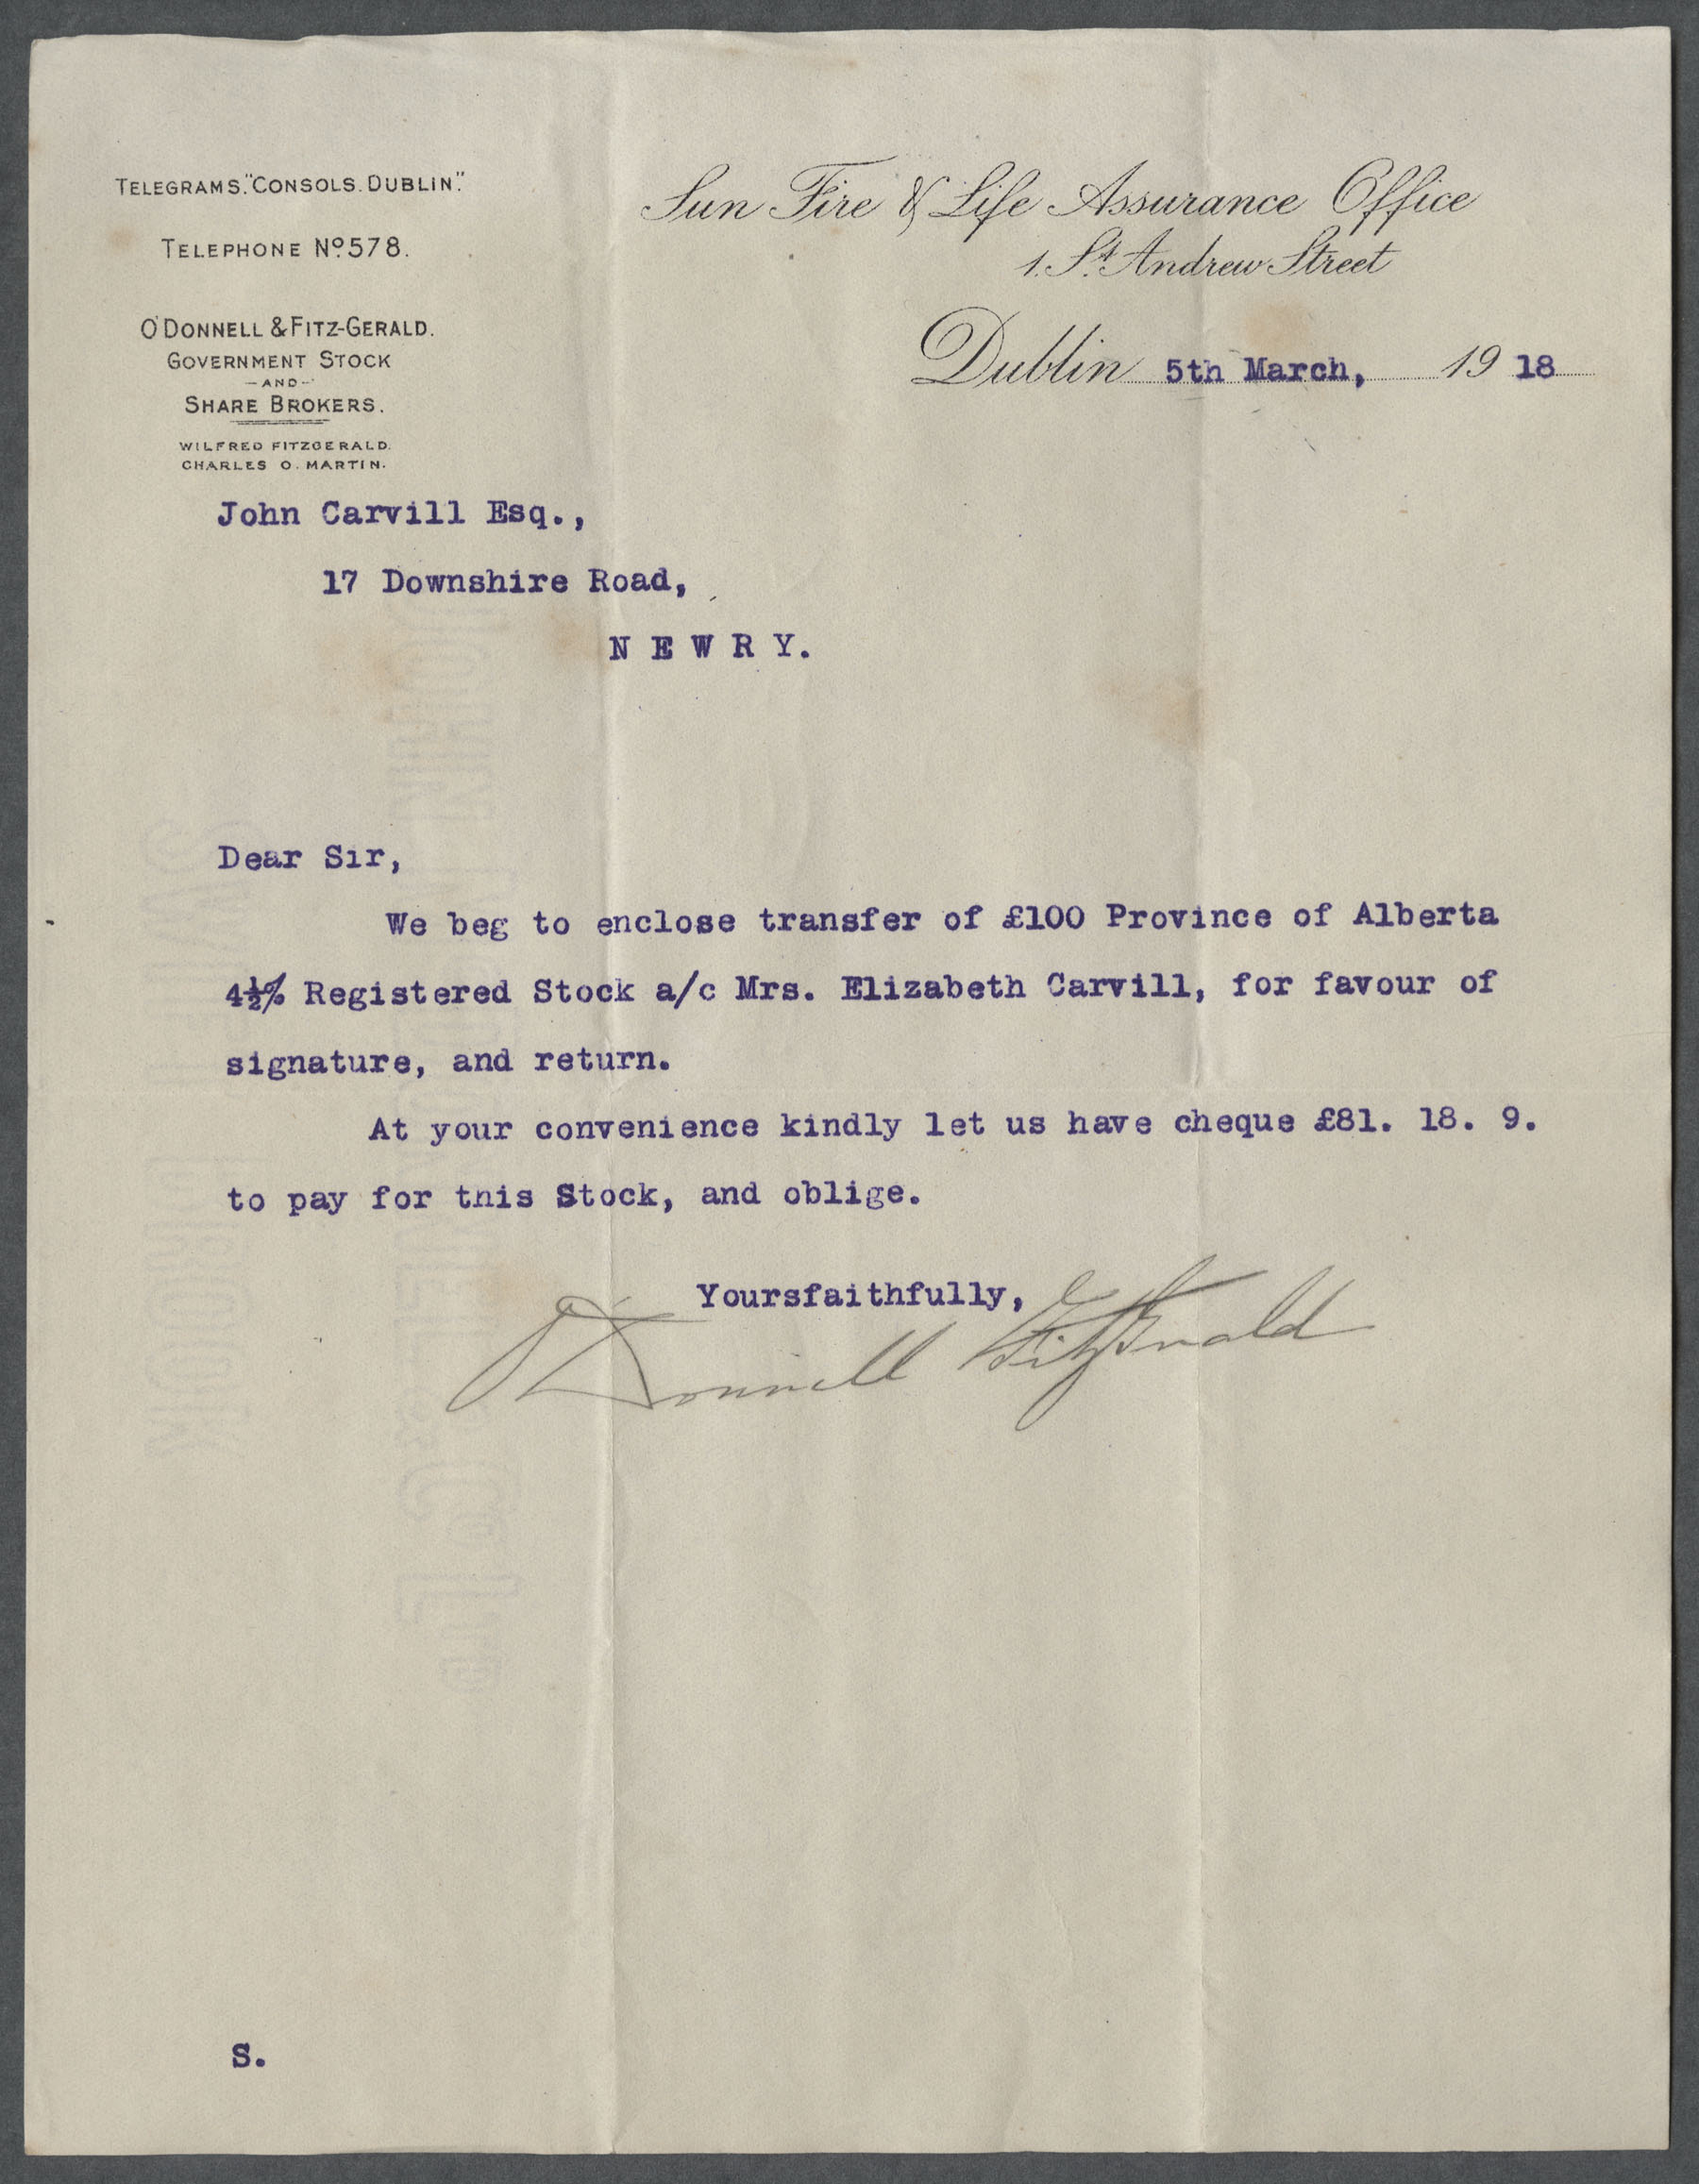 TELEGRAMS. "CONSOLS. DUBLIN."
TELEPHONE No. 578.
O'DONNELL & FITZ-GERALD.
GOVERNMENT STOCK
- AND -
SHARE BROKERS.
WILFRED FITZGERALD.
CHARLES O. MARTIN.
Sun Fire & Life Assurance Office
1. St. Andrew Street
Dublin 5th March, 1918
John Carvill Esq.,
17 Downshire Road,
N E W R Y.
Dear Sir,
We beg to enclose transfer of £100 Province of Alberta
4½% Registered Stock a/c Mrs. Elizabeth Carvill, for favour of
signature, and return.
At your convenience kindly let us have cheque £81. 18. 9.
to pay for this Stock, and oblige.
Yoursfaithfully,
O'Donnell & FitzGerald
S.